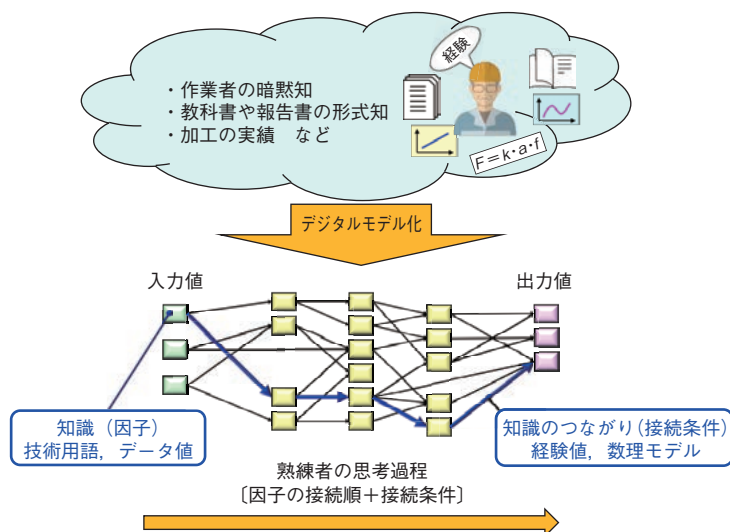 経験
・作業者の暗黙知
・教科書や報告書の形式知
・加工の実績　など
F＝k・a・f
デジタルモデル化
入力値
出力値
知識（因子）
技術用語，データ値
知識のつながり（接続条件）
経験値，数理モデル
熟練者の思考過程
〔因子の接続順＋接続条件〕